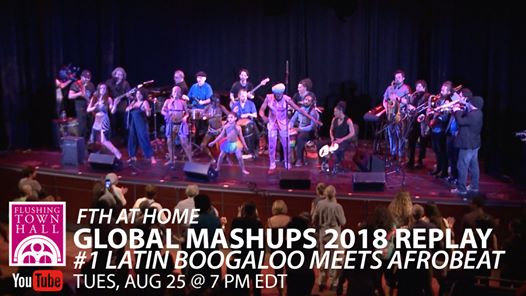 FLUSHING
TOWN
HALL
YouTube
FTH AT HOME
GLOBAL MASHUPS 2018 REPLAY
#1 LATIN BOOGALOO MEETS AFROBEAT
TUES, AUG 25 @ 7 PM EDT